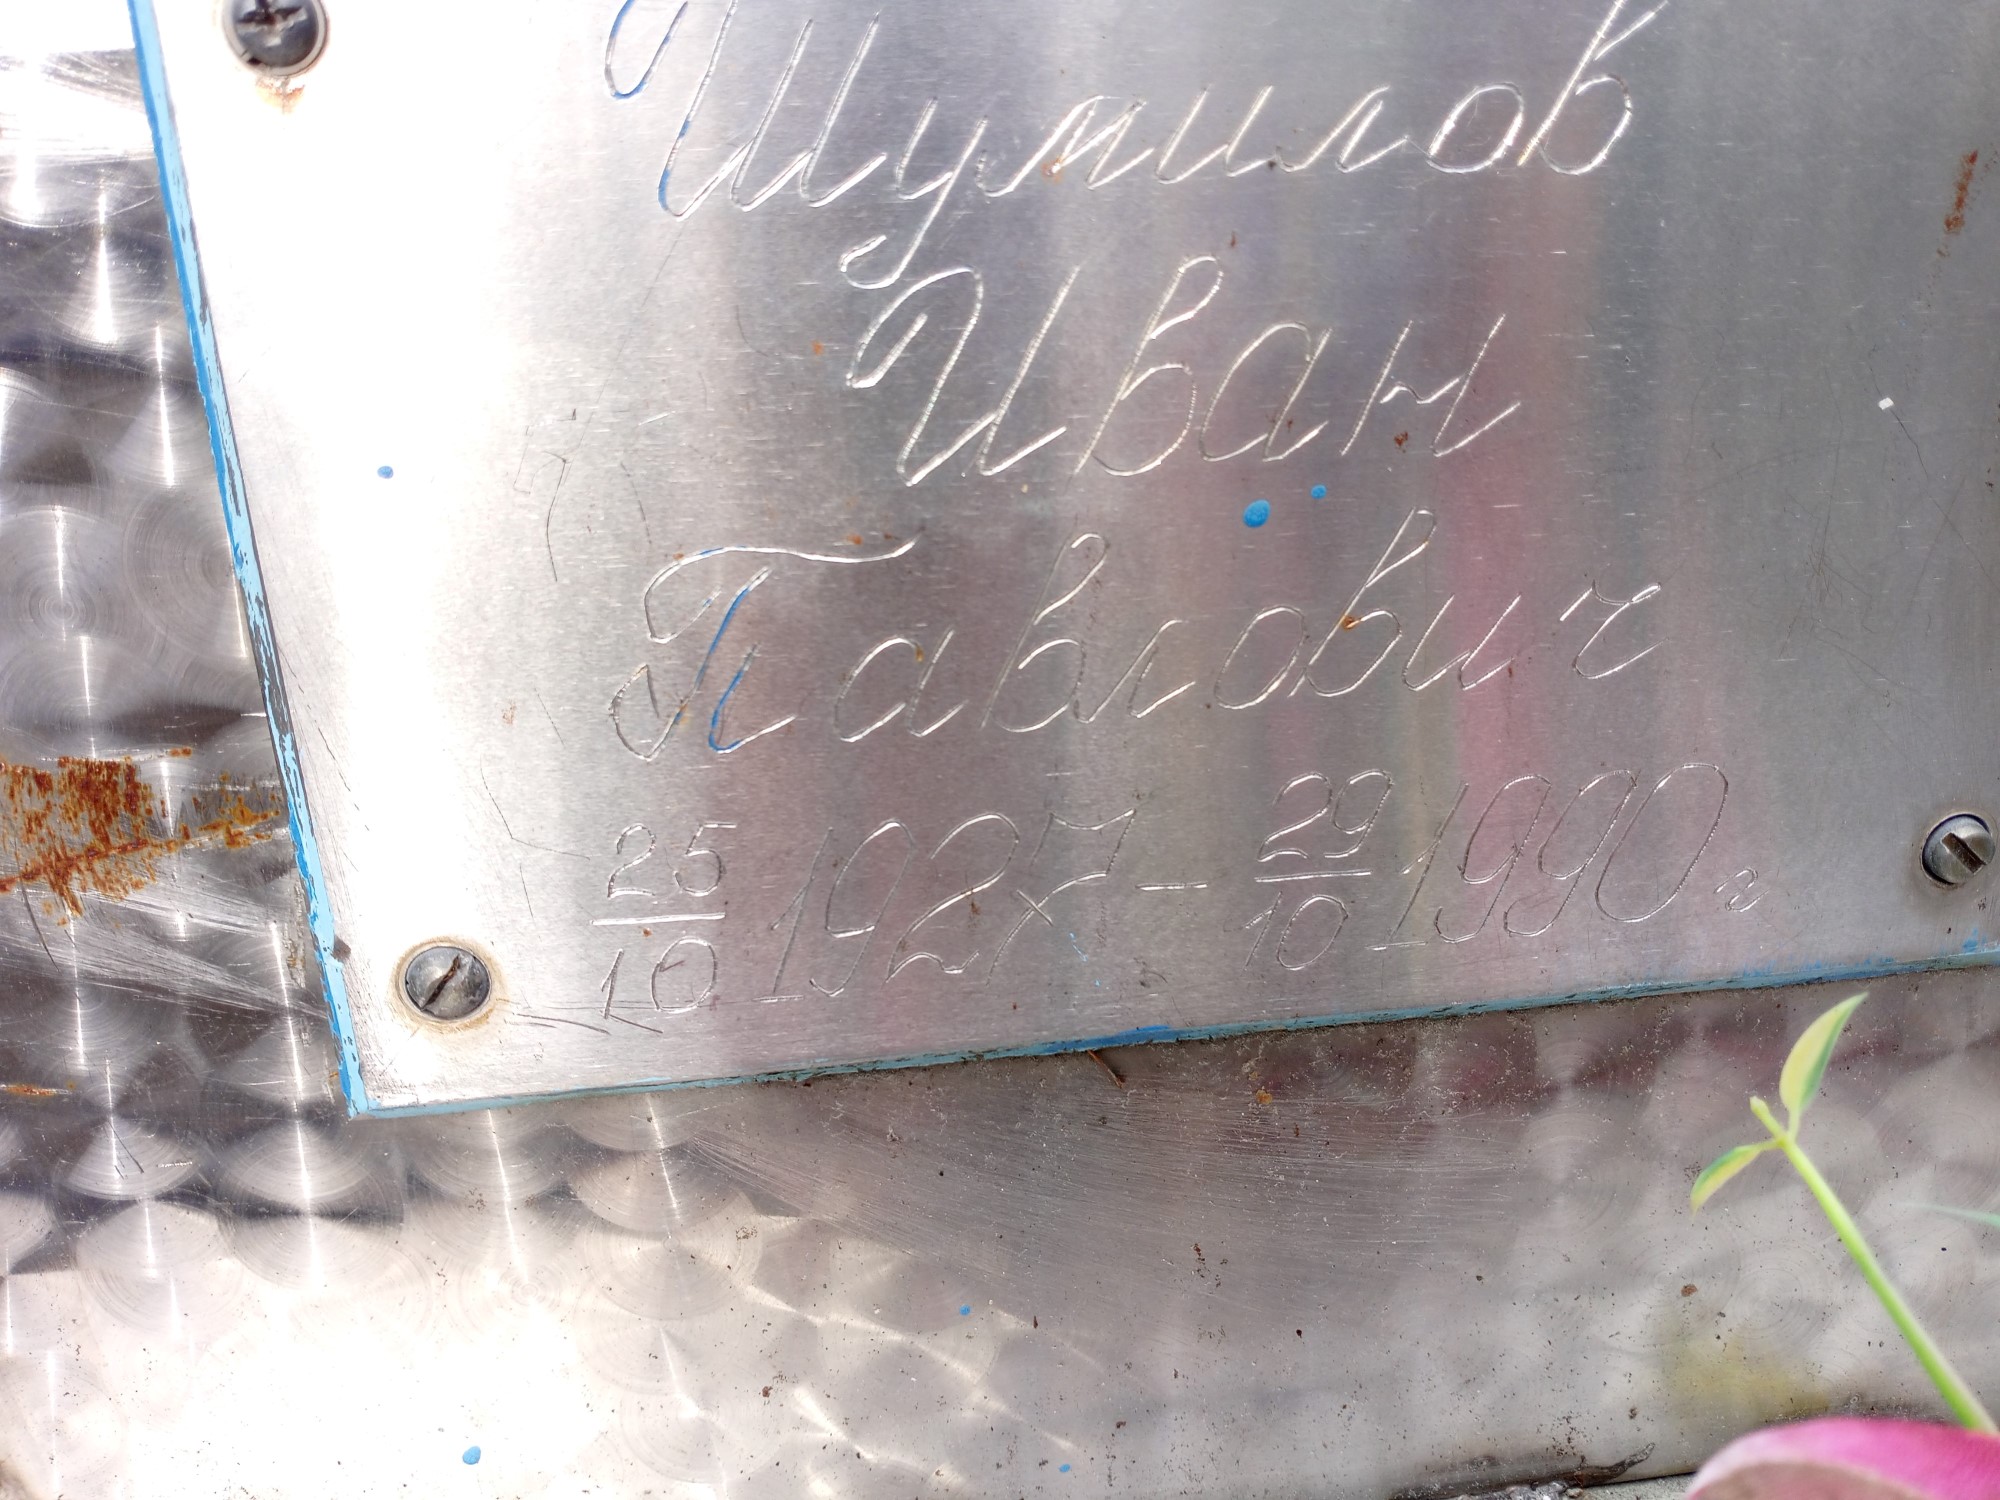 Шумилов
Иван
Павлович
25/10 1927 – 29/10 1990 г